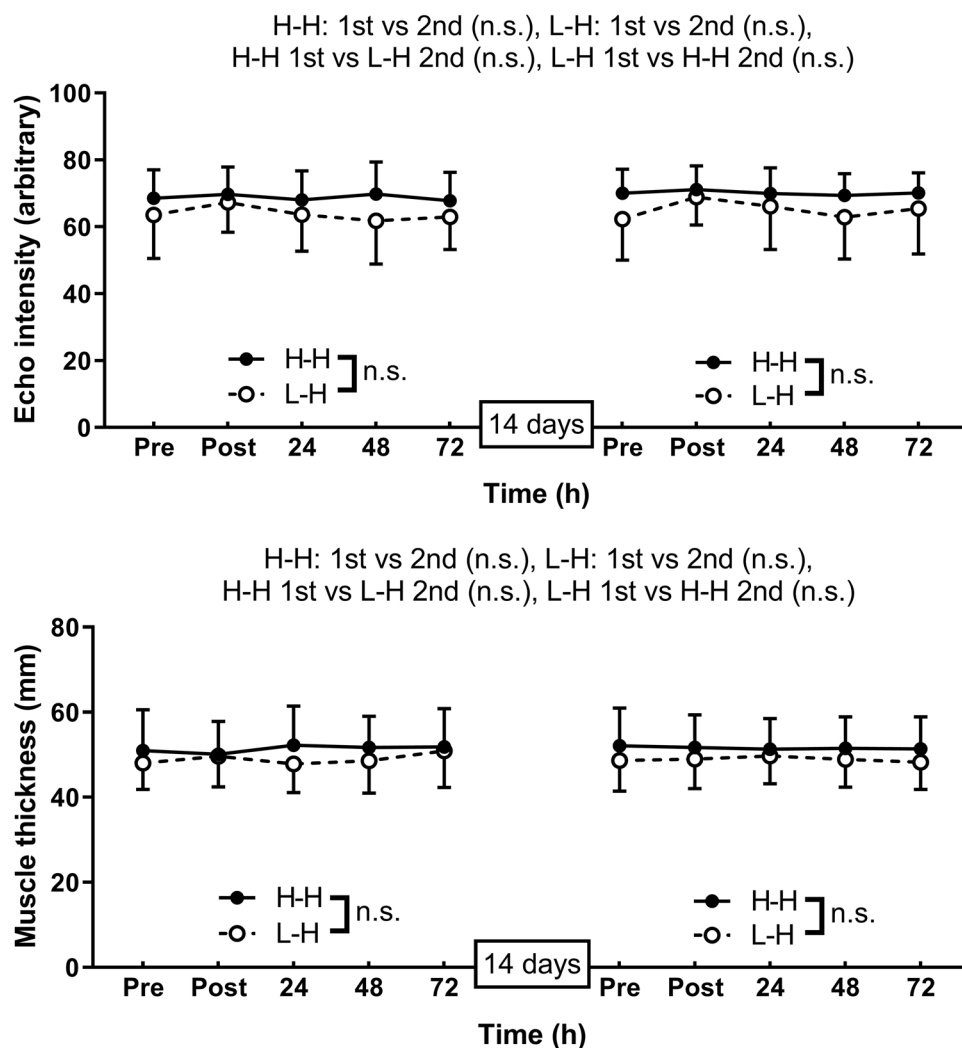 H-H: 1st vs 2nd (n.s.), L-H: 1st vs 2nd (n.s.),
H-H 1st vs L-H 2nd (n.s.), L-H 1st vs H-H 2nd (n.s.)
Echo intensity (arbitrary)
100
80
60
40
20
0
H-H
L-H
n.s.
H-H
L-H
n.s.
14 days
Pre Post 24 48 72 Pre Post 24 48 72
Time (h)
H-H: 1st vs 2nd (n.s.), L-H: 1st vs 2nd (n.s.),
H-H 1st vs L-H 2nd (n.s.), L-H 1st vs H-H 2nd (n.s.)
Muscle thickness (mm)
80
60
40
20
0
H-H
L-H
n.s.
H-H
L-H
n.s.
14 days
Pre Post 24 48 72 Pre Post 24 48 72
Time (h)